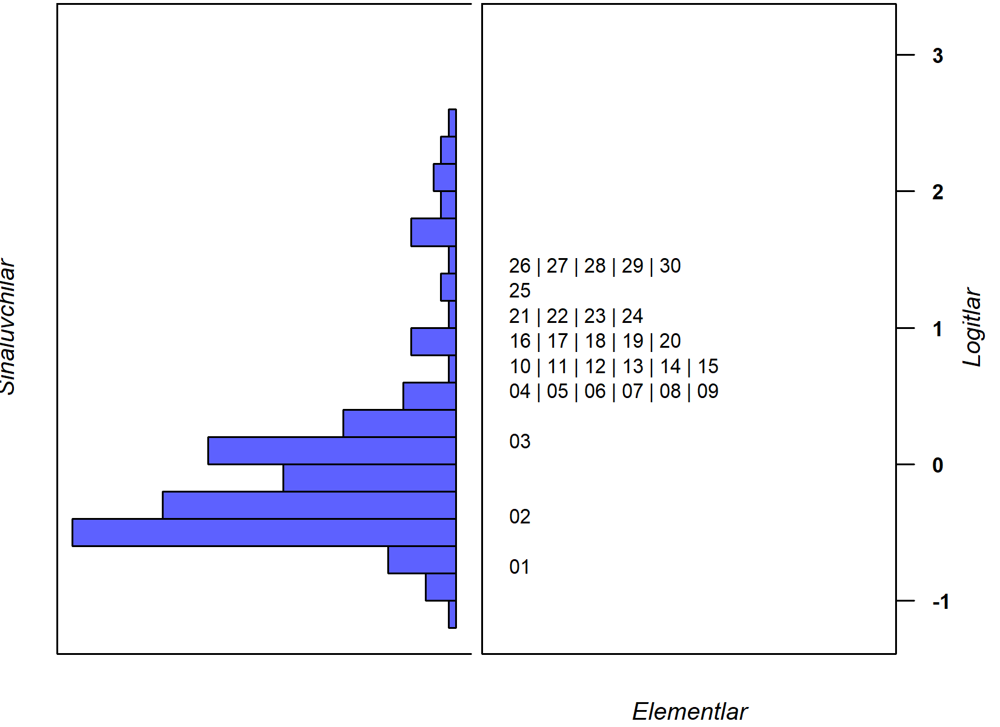 Sinaluvchilar
26 | 27 | 28 | 29 | 30
25
21 | 22 | 23 | 24
16 | 17 | 18 | 19 | 20
10 | 11 | 12 | 13 | 14 | 15
04 | 05 | 06 | 07 | 08 | 09
03
02
01
3
2
1
0
-1
Logitlar
Elementlar